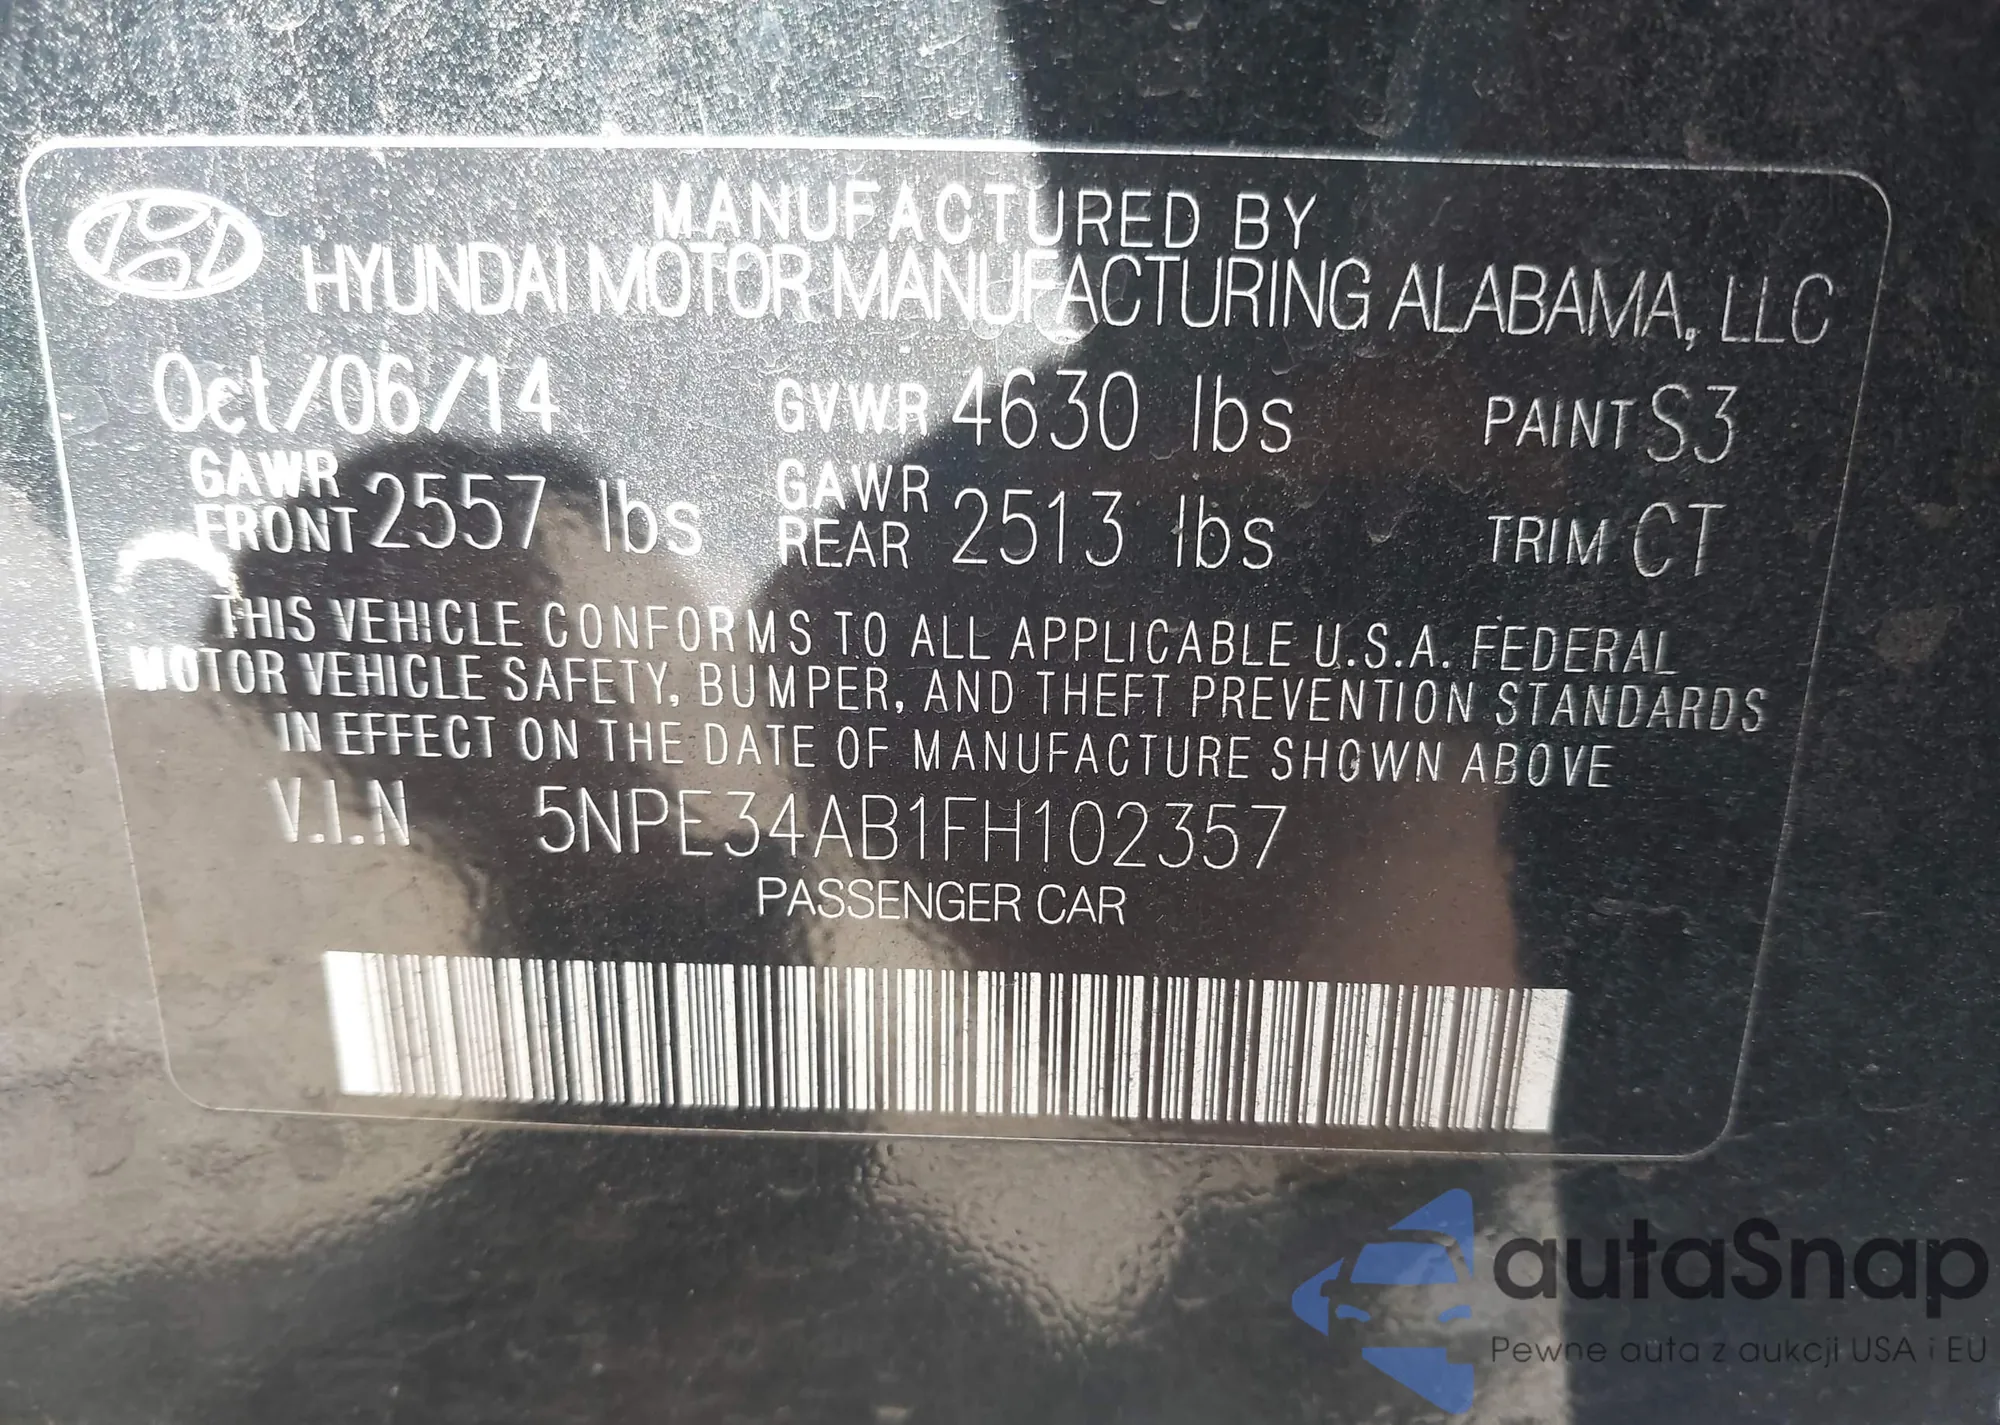 MANUFACTURED BY
HYUNDAI MOTOR MANUFACTURING ALABAMA, LLC
Oct/06/14 GVWR 4630 lbs PAINT S3
GAWR FRONT 2557 lbs GAWR REAR 2513 lbs TRIM CT
THIS VEHICLE CONFORMS TO ALL APPLICABLE U.S.A. FEDERAL
MOTOR VEHICLE SAFETY, BUMPER, AND THEFT PREVENTION STANDARDS
IN EFFECT ON THE DATE OF MANUFACTURE SHOWN ABOVE
V.I.N 5NPE34AB1FH102357
PASSENGER CAR
autaSnap
Pewne auta z aukcji USA i EU